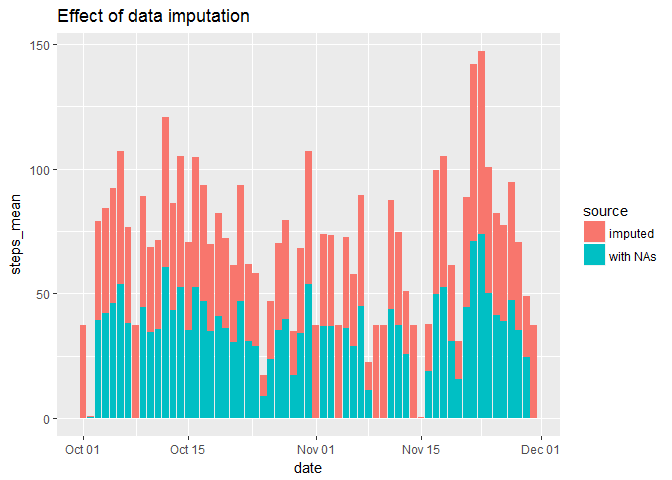 Effect of data imputation
150
100
50
0
steps_mean
Oct 01 Oct 15 Nov 01 Nov 15 Dec 01
date
source
imputed
with NAs